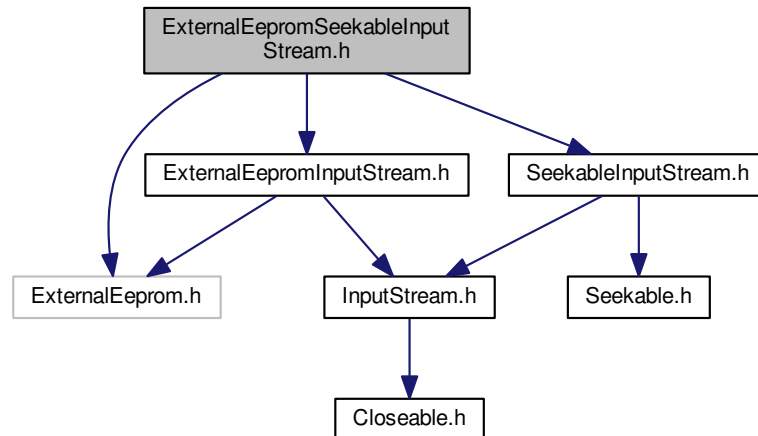 ExternalEepromSeekableInput
Stream.h
ExternalEepromInputStream.h
SeekableInputStream.h
ExternalEeprom.h
InputStream.h
Seekable.h
Closeable.h